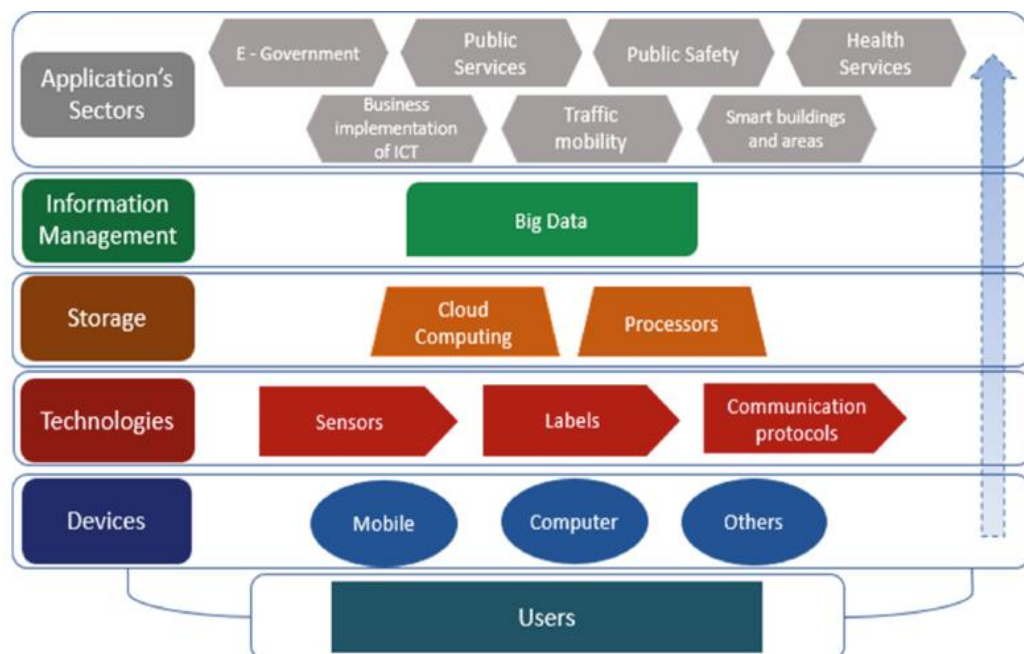 Application's
Sectors
E - Government
Public
Services
Public Safety
Health
Services
Business
implementation
of ICT
Traffic
mobility
Smart buildings
and areas
Information
Management
Big Data
Storage
Cloud
Computing
Processors
Technologies
Sensors
Labels
Communication
protocols
Devices
Mobile
Computer
Others
Users